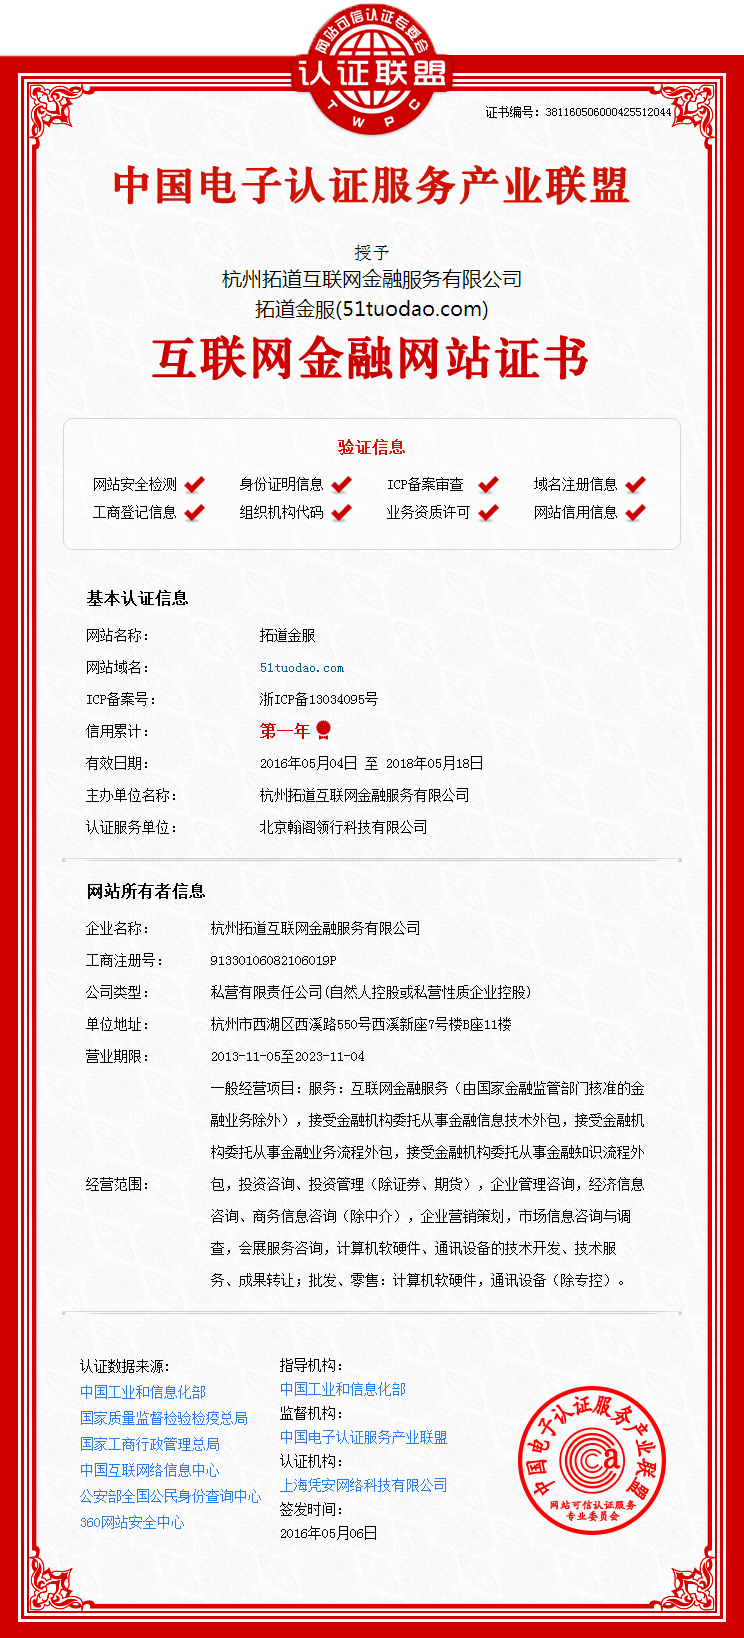 网站可信认证专委会
认证联盟
TWPC
证书编号：381160506000425512044
中国电子认证服务产业联盟
授予
杭州拓道互联网金融服务有限公司
拓道金服(51tuodao.com)
互联网金融网站证书
验证信息
网站安全检测 身份证明信息 ICP备案审查 域名注册信息
工商登记信息 组织机构代码 业务资质许可 网站信用信息
基本认证信息
网站名称： 拓道金服
网站域名： 51tuodao.com
ICP备案号： 浙ICP备13034095号
信用累计： 第一年
有效日期： 2016年05月04日 至 2018年05月18日
主办单位名称： 杭州拓道互联网金融服务有限公司
认证服务单位： 北京翰阁领行科技有限公司
网站所有者信息
企业名称： 杭州拓道互联网金融服务有限公司
工商注册号： 91330106082106019P
公司类型： 私营有限责任公司(自然人控股或私营性质企业控股)
单位地址： 杭州市西湖区西溪路550号西溪新座7号楼B座11楼
营业期限： 2013-11-05至2023-11-04
一般经营项目：服务：互联网金融服务（由国家金融监管部门核准的金
融业务除外），接受金融机构委托从事金融信息技术外包，接受金融机
构委托从事金融业务流程外包，接受金融机构委托从事金融知识流程外
经营范围： 包，投资咨询、投资管理（除证券、期货），企业管理咨询，经济信息
咨询、商务信息咨询（除中介），企业营销策划，市场信息咨询与调
查，会展服务咨询，计算机软硬件、通讯设备的技术开发、技术服
务、成果转让；批发、零售：计算机软硬件，通讯设备（除专控）。
认证数据来源：
中国工业和信息化部
国家质量监督检验检疫总局
国家工商行政管理总局
中国互联网络信息中心
公安部全国公民身份查询中心
360网站安全中心
指导机构：
中国工业和信息化部
监督机构：
中国电子认证服务产业联盟
认证机构：
上海凭安网络科技有限公司
签发时间：
2016年05月06日
中国电子认证服务产业联盟
Ca
网站可信认证服务
专业委员会